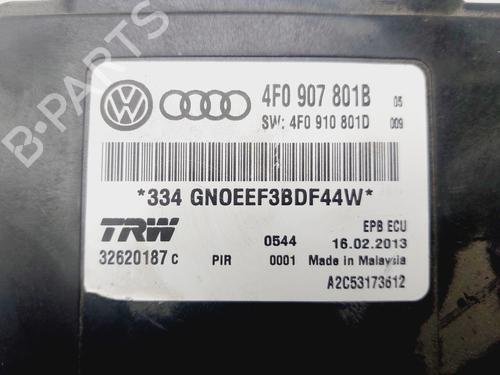 4F0 907 801B 05
SW: 4F0 910 801D 009
*334 GNOEEF3BDF44W*
TRW EPB ECU
0544 16.02.2013
32620187 C PIR 0001 Made in Malaysia
A2C53173612
B-PARTS